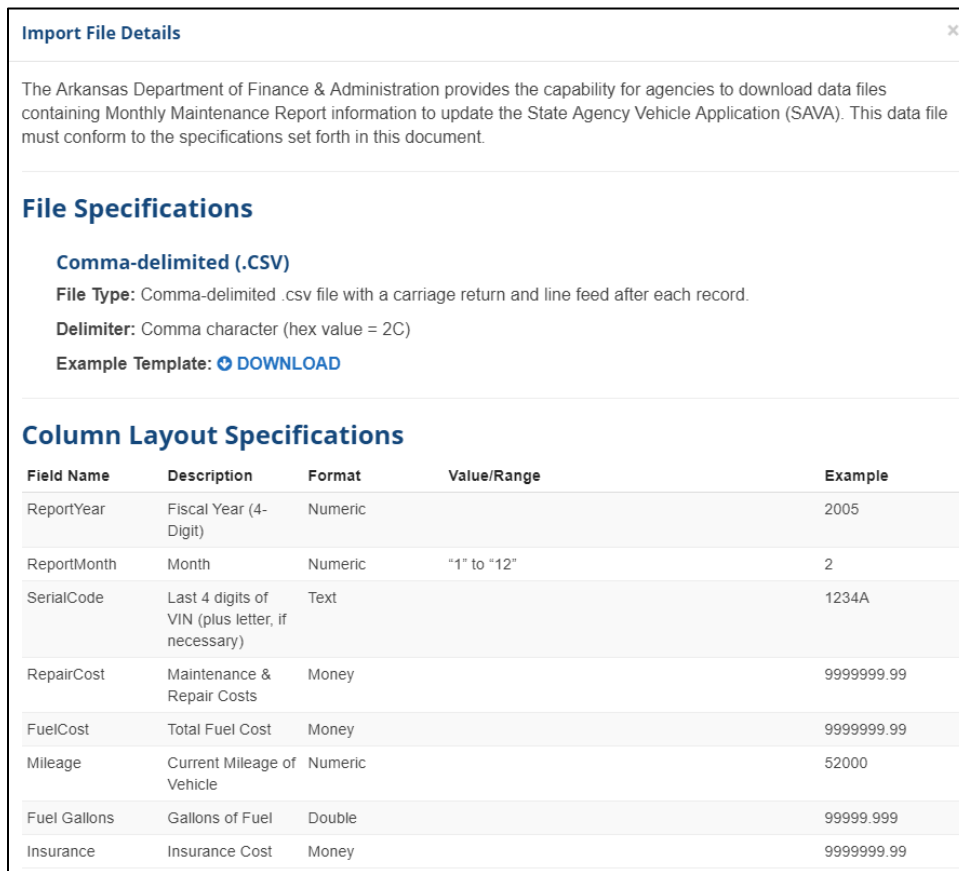 Import File Details ×
The Arkansas Department of Finance & Administration provides the capability for agencies to download data files
containing Monthly Maintenance Report information to update the State Agency Vehicle Application (SAVA). This data file
must conform to the specifications set forth in this document.
File Specifications
Comma-delimited (.CSV)
File Type: Comma-delimited .csv file with a carriage return and line feed after each record.
Delimiter: Comma character (hex value = 2C)
Example Template: DOWNLOAD
Column Layout Specifications
Field Name Description Format Value/Range Example
ReportYear Fiscal Year (4- Numeric 2005
Digit)
ReportMonth Month Numeric “1” to “12” 2
SerialCode Last 4 digits of Text 1234A
VIN (plus letter, if
necessary)
RepairCost Maintenance & Money 9999999.99
Repair Costs
FuelCost Total Fuel Cost Money 9999999.99
Mileage Current Mileage of Numeric 52000
Vehicle
Fuel Gallons Gallons of Fuel Double 99999.999
Insurance Insurance Cost Money 9999999.99